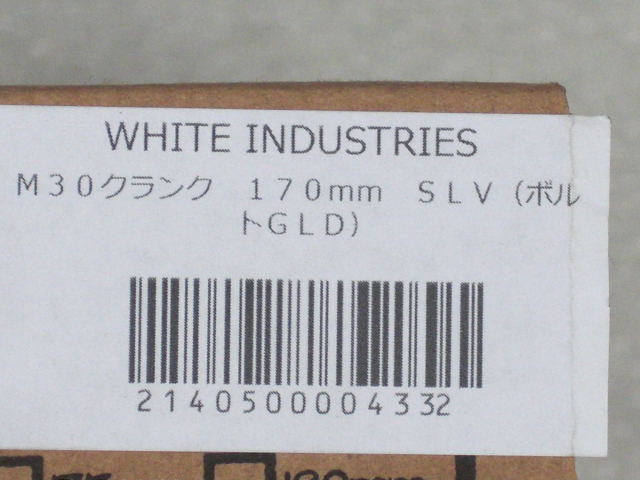 WHITE INDUSTRIES
M30クランク　170mm　SLV（ボル
トGLD）
2140500004332